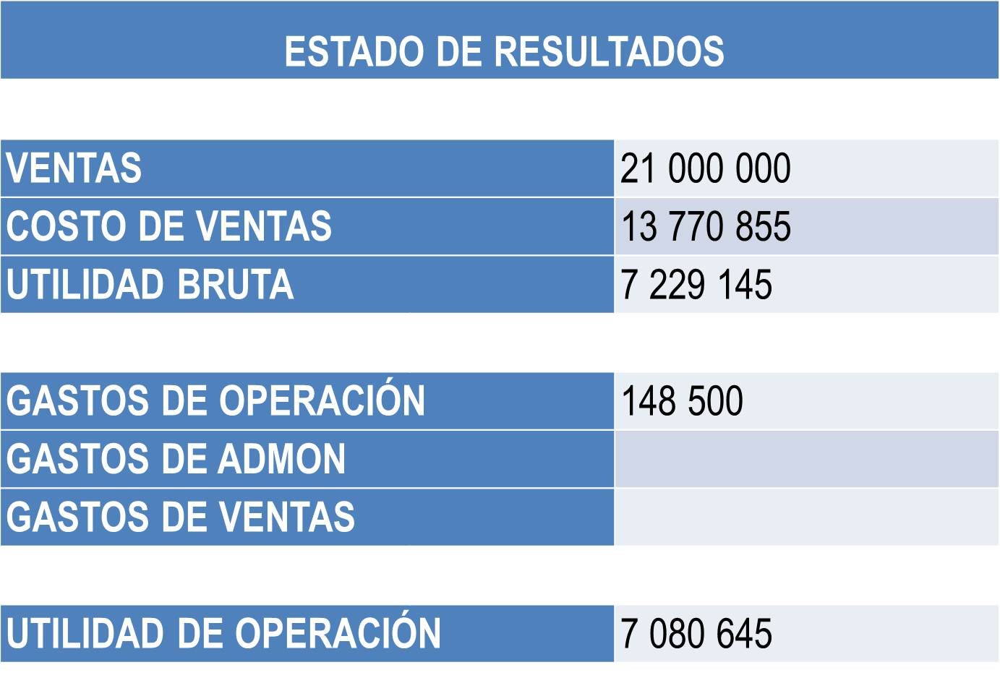 ESTADO DE RESULTADOS
VENTAS 21 000 000
COSTO DE VENTAS 13 770 855
UTILIDAD BRUTA 7 229 145
GASTOS DE OPERACIÓN 148 500
GASTOS DE ADMON
GASTOS DE VENTAS
UTILIDAD DE OPERACIÓN 7 080 645